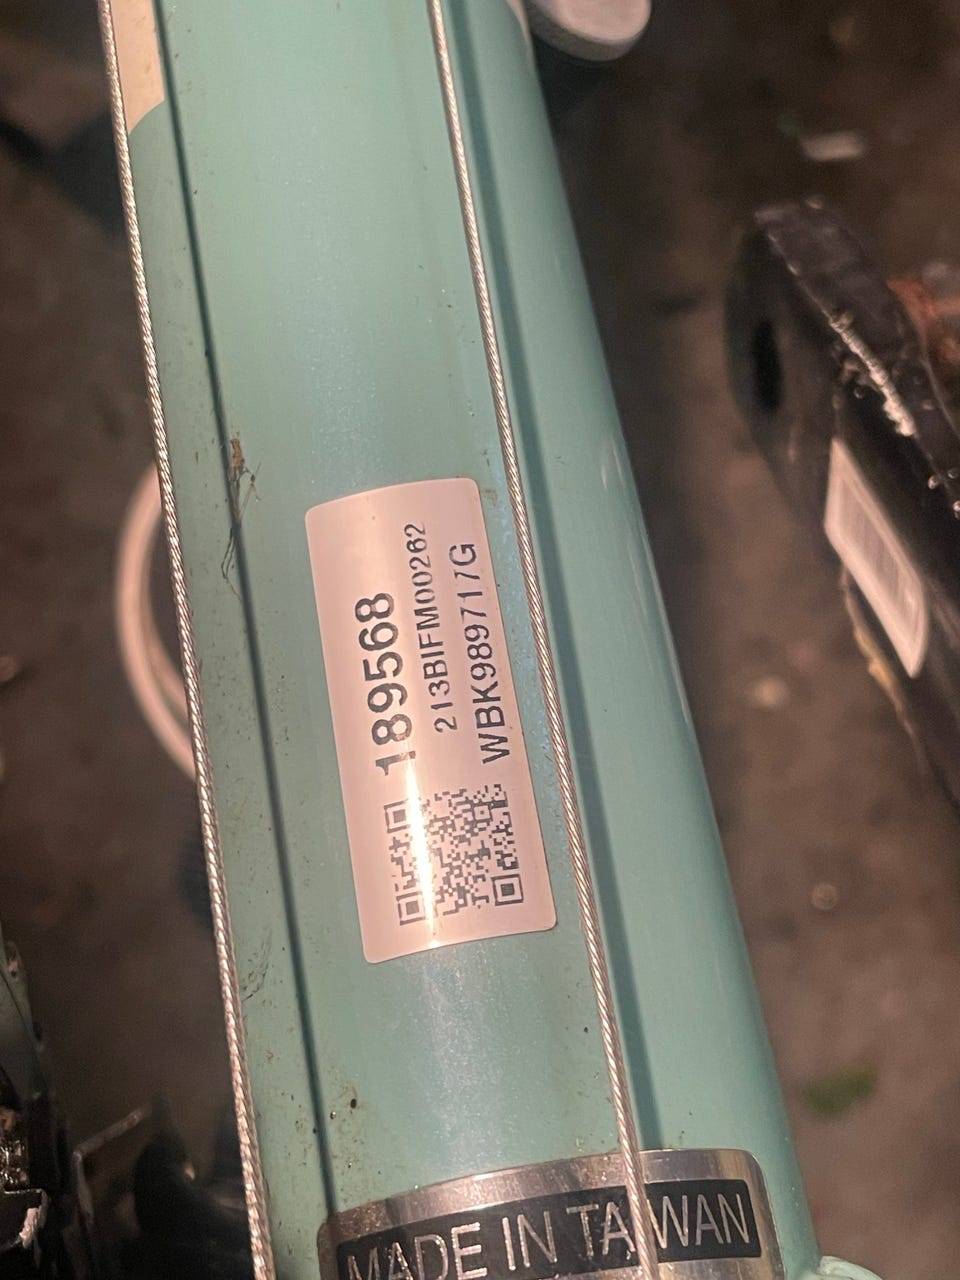 189568
213BIFM00262
WBK989717G
MADE IN TAIWAN